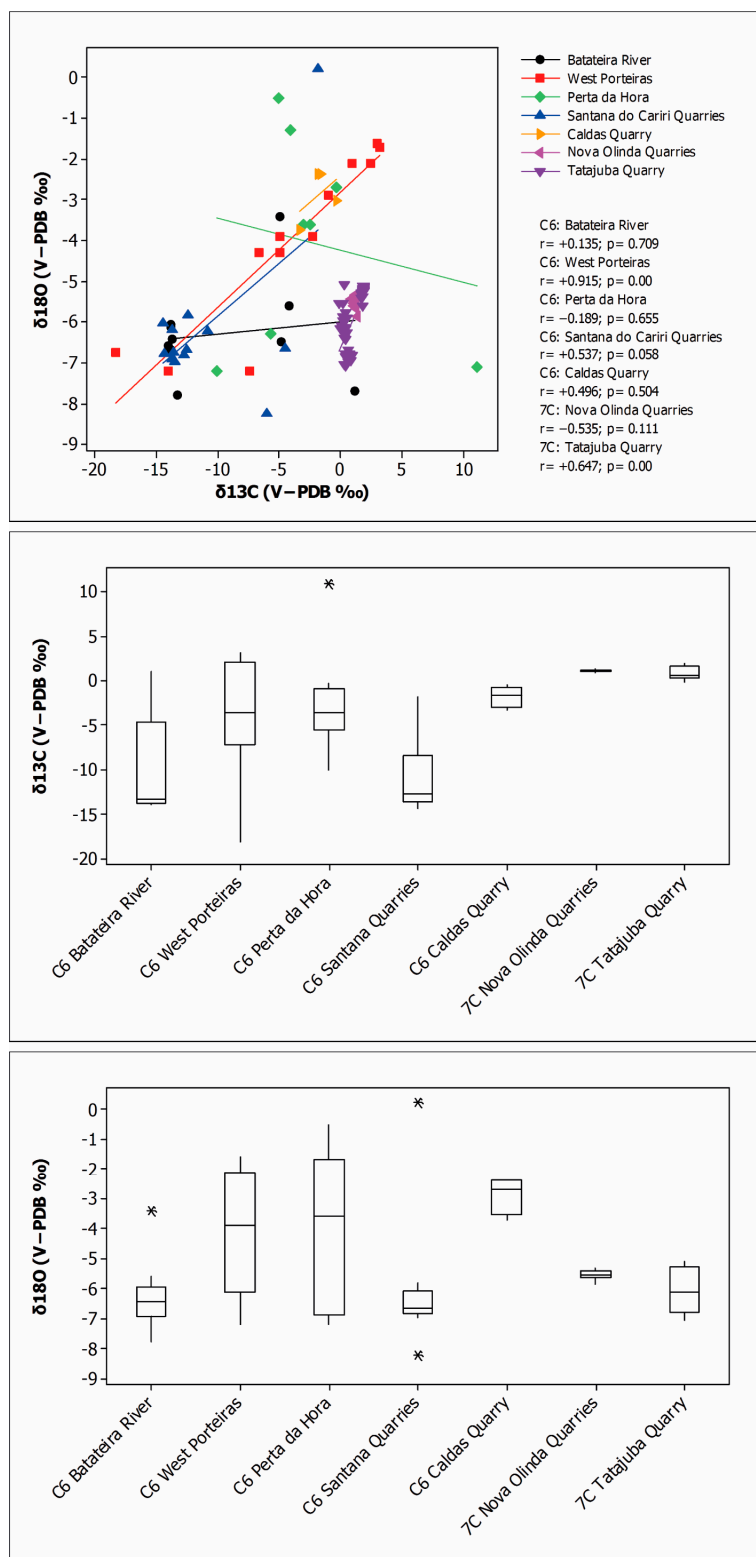 0
-1
-2
-3
-4
-5
-6
-7
-8
-9
δ18O (V−PDB ‰)
-20 -15 -10 -5 0 5 10
δ13C (V−PDB ‰)
Batateira River
West Porteiras
Perta da Hora
Santana do Cariri Quarries
Caldas Quarry
Nova Olinda Quarries
Tatajuba Quarry
C6: Batateira River
r= +0.135; p= 0.709
C6: West Porteiras
r= +0.915; p= 0.00
C6: Perta da Hora
r= −0.189; p= 0.655
C6: Santana do Cariri Quarries
r= +0.537; p= 0.058
C6: Caldas Quarry
r= +0.496; p= 0.504
7C: Nova Olinda Quarries
r= −0.535; p= 0.111
7C: Tatajuba Quarry
r= +0.647; p= 0.00
10
5
0
-5
-10
-15
-20
δ13C (V−PDB ‰)
C6 Batateira River
C6 West Porteiras
C6 Perta da Hora
C6 Santana Quarries
C6 Caldas Quarry
7C Nova Olinda Quarries
7C Tatajuba Quarry
0
-1
-2
-3
-4
-5
-6
-7
-8
-9
δ18O (V−PDB ‰)
C6 Batateira River
C6 West Porteiras
C6 Perta da Hora
C6 Santana Quarries
C6 Caldas Quarry
7C Nova Olinda Quarries
7C Tatajuba Quarry